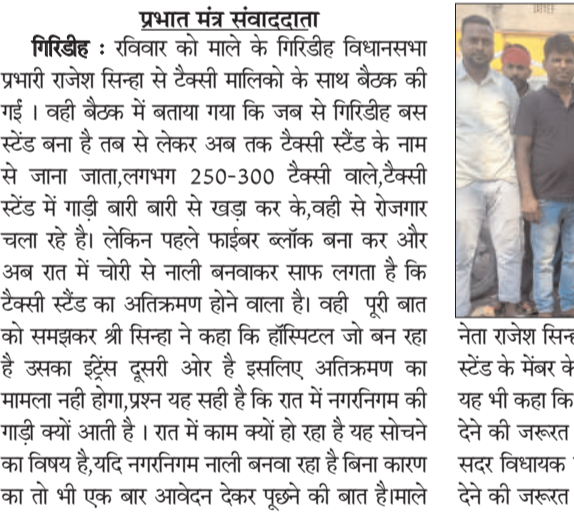 प्रभात मंत्र संवाददाता
गिरिडीह : रविवार को माले के गिरिडीह विधानसभा
प्रभारी राजेश सिन्हा से टैक्सी मालिको के साथ बैठक की
गई । वही बैठक में बताया गया कि जब से गिरिडीह बस
स्टेंड बना है तब से लेकर अब तक टैक्सी स्टैंड के नाम
से जाना जाता,लगभग 250-300 टैक्सी वाले,टैक्सी
स्टेंड में गाड़ी बारी बारी से खड़ा कर के,वही से रोजगार
चला रहे है। लेकिन पहले फाईबर ब्लॉक बना कर और
अब रात में चोरी से नाली बनवाकर साफ लगता है कि
टैक्सी स्टैंड का अतिक्रमण होने वाला है। वही पूरी बात
को समझकर श्री सिन्हा ने कहा कि हॉस्पिटल जो बन रहा
है उसका इंट्रेंस दूसरी ओर है इसलिए अतिक्रमण का
मामला नही होगा,प्रश्न यह सही है कि रात में नगरनिगम की
गाड़ी क्यों आती है । रात में काम क्यों हो रहा है यह सोचने
का विषय है,यदि नगरनिगम नाली बनवा रहा है बिना कारण
का तो भी एक बार आवेदन देकर पूछने की बात है।माले
नेता राजेश
स्टेंड के मेंबर के
यह भी कहा कि
देने की जरूरत
सदर विधायक
देने की जरूरत